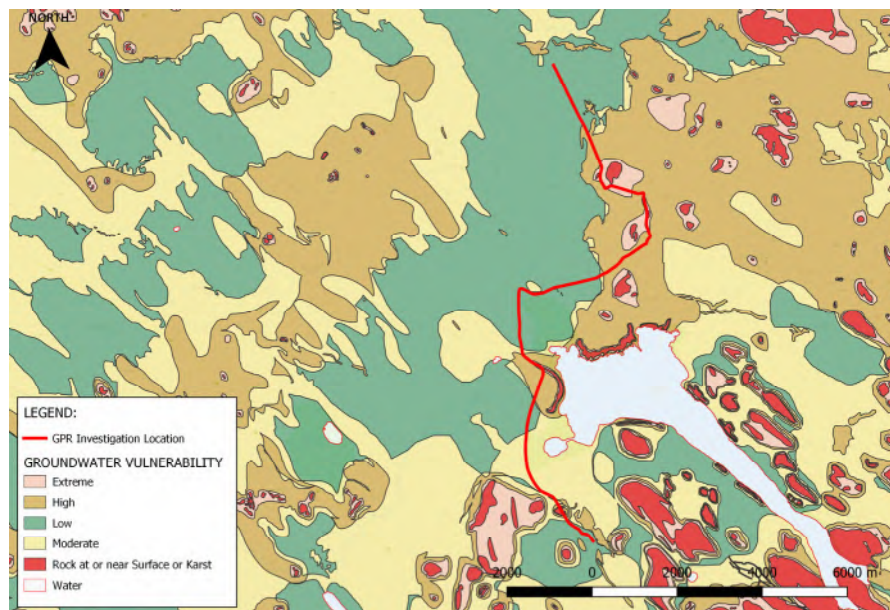 NORTH
LEGEND:
GPR Investigation Location
GROUNDWATER VULNERABILITY
Extreme
High
Low
Moderate
Rock at or near Surface or Karst
Water
2000 0 2000 4000 6000 m